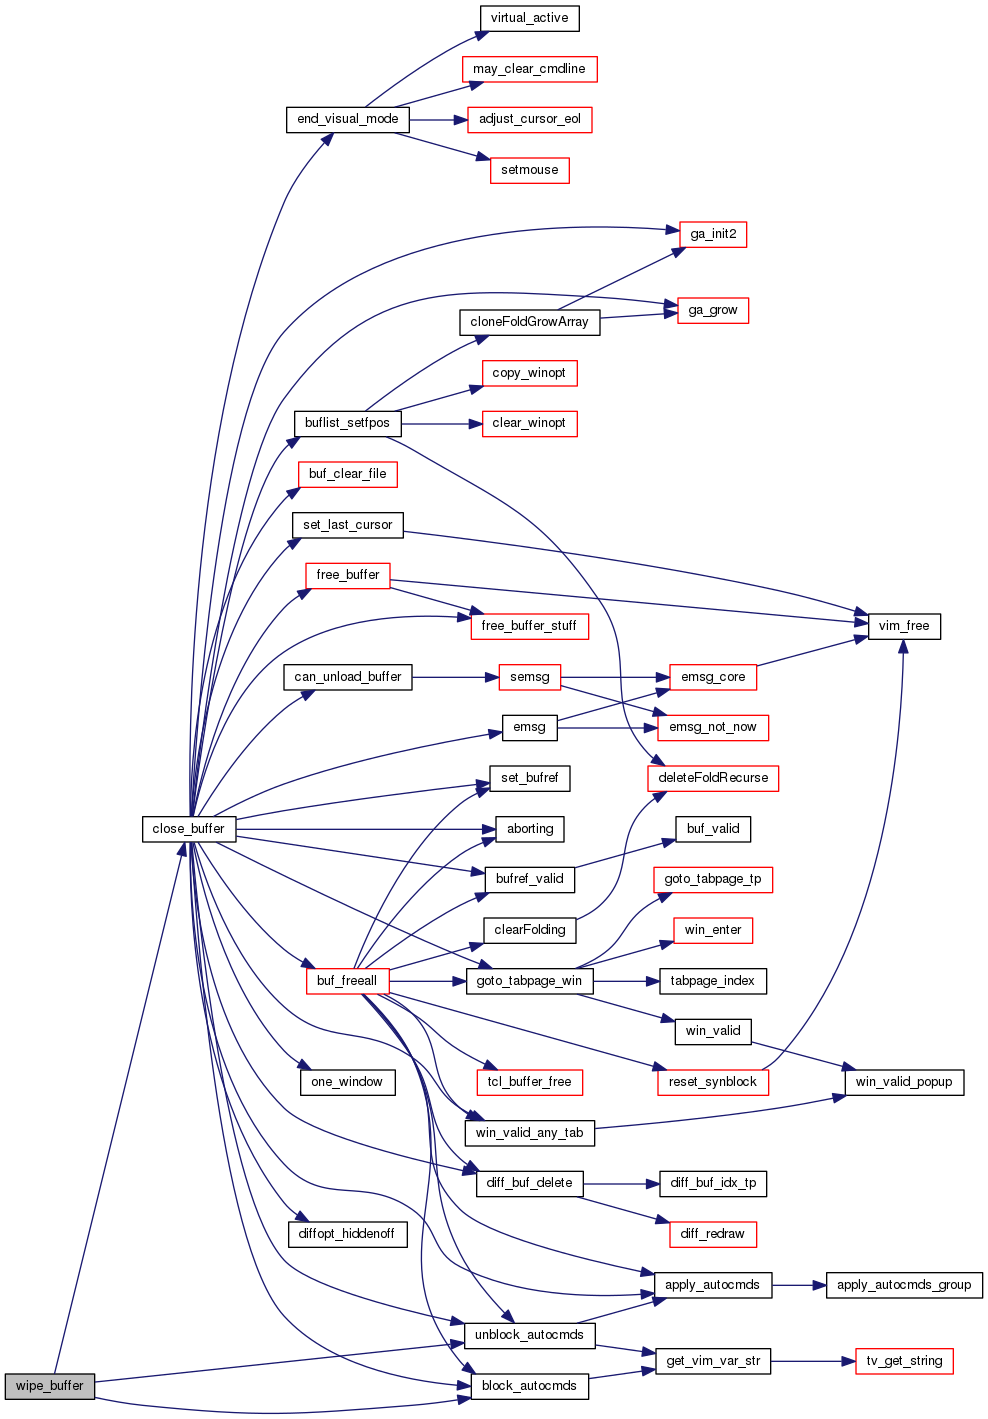 virtual_active
may_clear_cmdline
end_visual_mode
adjust_cursor_eol
setmouse
ga_init2
ga_grow
cloneFoldGrowArray
copy_winopt
buflist_setfpos
clear_winopt
buf_clear_file
set_last_cursor
free_buffer
free_buffer_stuff
vim_free
can_unload_buffer
semsg
emsg_core
emsg
emsg_not_now
set_bufref
deleteFoldRecurse
close_buffer
aborting
buf_valid
bufref_valid
goto_tabpage_tp
clearFolding
win_enter
buf_freeall
goto_tabpage_win
tabpage_index
win_valid
one_window
tcl_buffer_free
reset_synblock
win_valid_popup
win_valid_any_tab
diff_buf_delete
diff_buf_idx_tp
diffopt_hiddenoff
diff_redraw
apply_autocmds
apply_autocmds_group
unblock_autocmds
get_vim_var_str
tv_get_string
wipe_buffer
block_autocmds